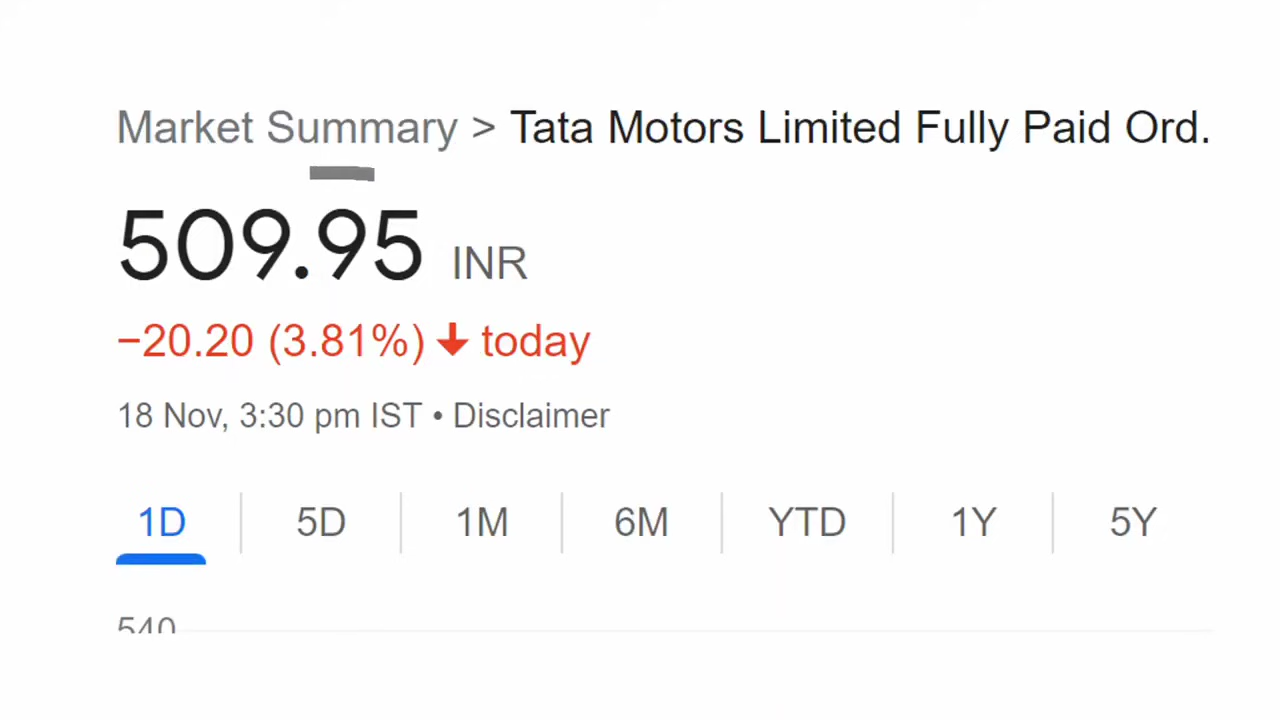 Market Summary > Tata Motors Limited Fully Paid Ord.
509.95 INR
−20.20 (3.81%) ↓ today
18 Nov, 3:30 pm IST • Disclaimer
1D 5D 1M 6M YTD 1Y 5Y
540